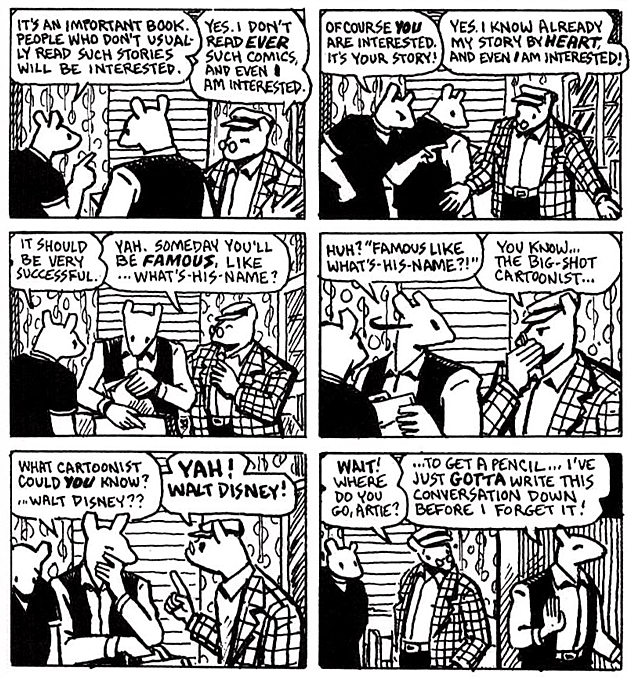 IT'S AN IMPORTANT BOOK.
PEOPLE WHO DON'T USUAL-
LY READ SUCH STORIES
WILL BE INTERESTED.
YES. I DON'T
READ EVER
SUCH COMICS,
AND EVEN I
AM INTERESTED.
OF COURSE YOU
ARE INTERESTED.
IT'S YOUR STORY!
YES. I KNOW ALREADY
MY STORY BY HEART,
AND EVEN I AM INTERESTED!
IT SHOULD
BE VERY
SUCCESSFUL.
YAH. SOMEDAY YOU'LL
BE FAMOUS, LIKE
...WHAT'S-HIS-NAME?
HUH? "FAMOUS LIKE
WHAT'S-HIS-NAME?!"
YOU KNOW...
THE BIG-SHOT
CARTOONIST...
WHAT CARTOONIST
COULD YOU KNOW?
...WALT DISNEY??
YAH!
WALT DISNEY!
WAIT!
WHERE
DO YOU
GO, ARTIE?
...TO GET A PENCIL... I'VE
JUST GOTTA WRITE THIS
CONVERSATION DOWN
BEFORE I FORGET IT!